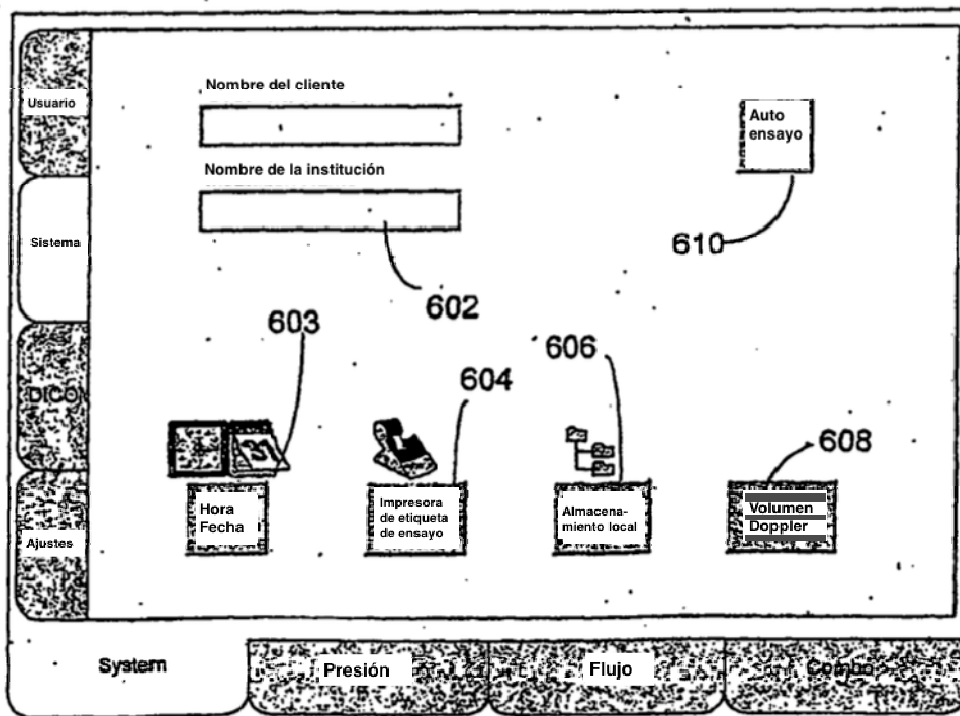 Nombre del cliente
Usuario
Auto
ensayo
Nombre de la institución
Sistema
610
602
603
606
604
DICOM
608
Hora
Fecha
Impresora
de etiqueta
de ensayo
Almacena-
miento local
Volumen
Doppler
Ajustes
System
Presión
Flujo
Combo